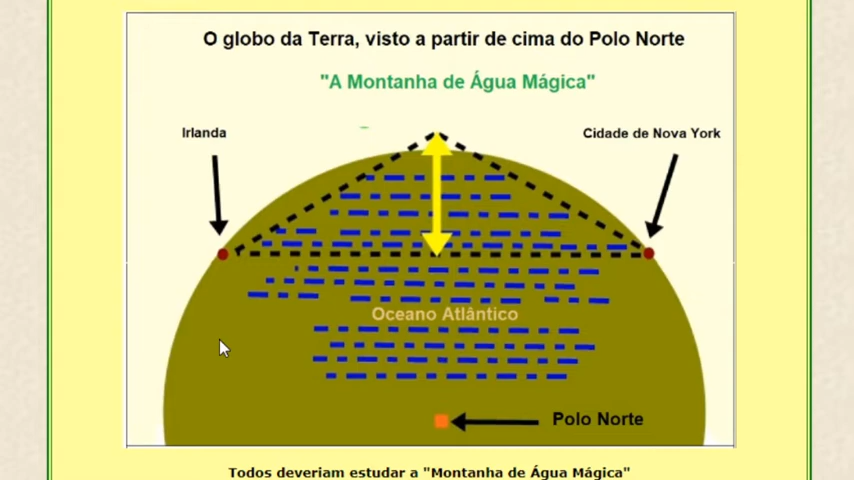 O globo da Terra, visto a partir de cima do Polo Norte
"A Montanha de Água Mágica"
Irlanda
Cidade de Nova York
Oceano Atlântico
Polo Norte
Todos deveriam estudar a "Montanha de Água Mágica"